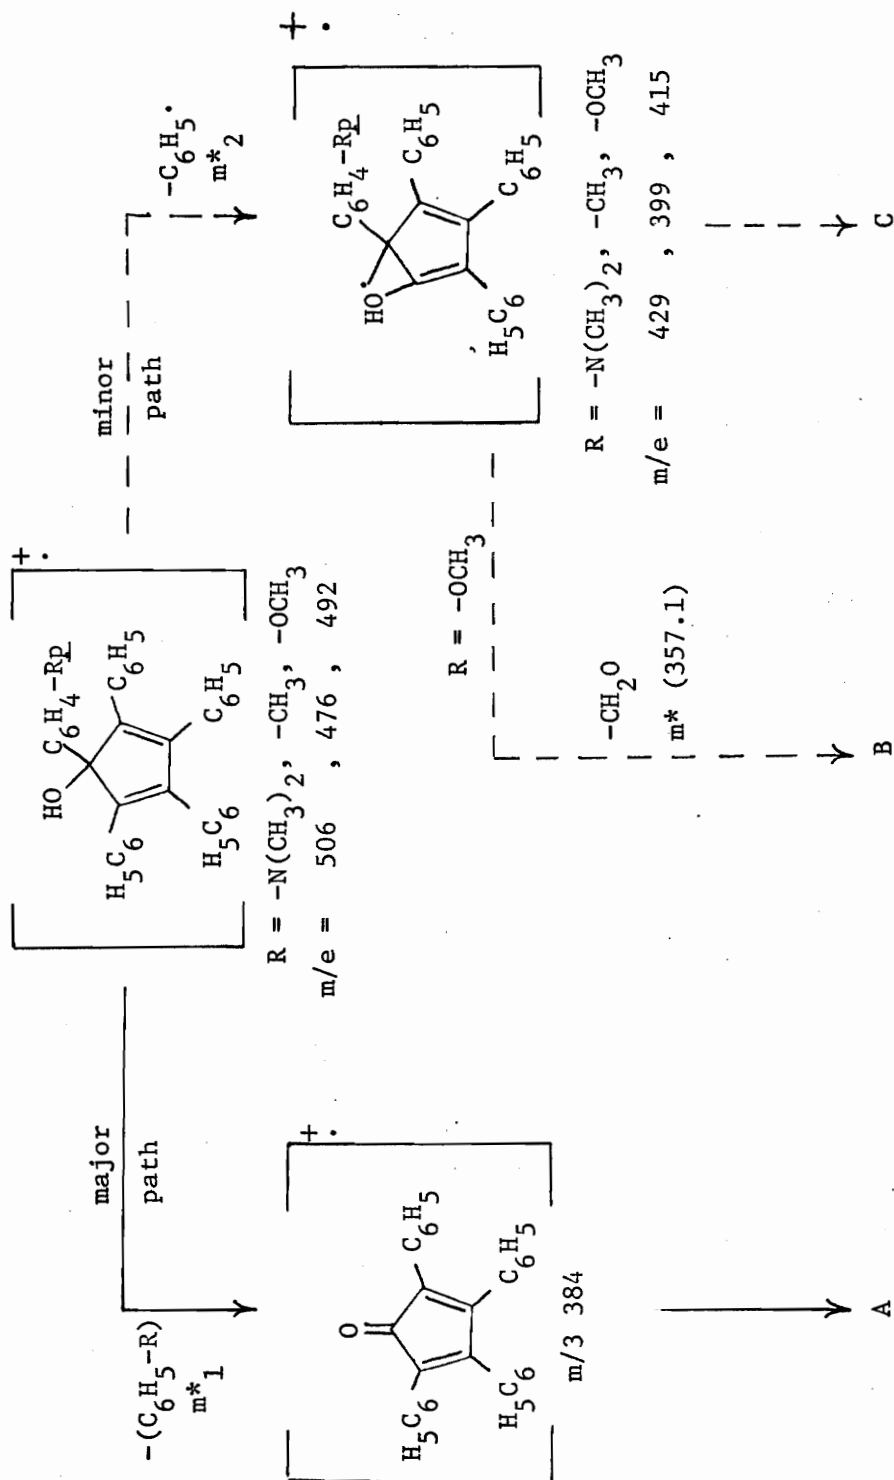 [ ] + ·
HO C₆H₄-Rp
H₅C₆ C₆H₅
H₅C₆ C₆H₅
R = -N(CH₃)₂, -CH₃, -OCH₃
m/e = 506 , 476 , 492
major
path
-(C₆H₅-R)
m*₁
minor
path
-C₆H₅·
m*₂
[ ] + ·
O
H₅C₆ C₆H₅
H₅C₆ C₆H₅
m/3 384
A
[ ] + ·
HO C₆H₄-Rp
C₆H₅
H₅C₆ C₆H₅
R = -N(CH₃)₂, -CH₃, -OCH₃
m/e = 429 , 399 , 415
R = -OCH₃
-CH₂O
m* (357.1)
B
C